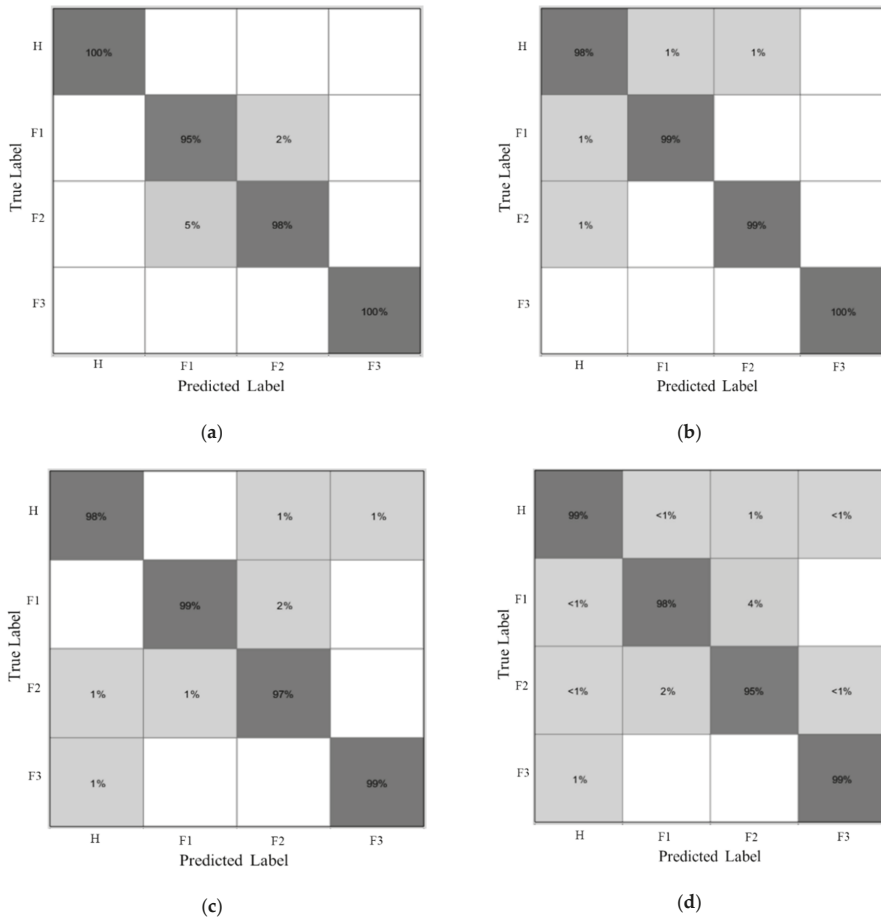 H
100%
F1
95%
2%
True Label
F2
5%
98%
F3
100%
H
F1
F2
F3
Predicted Label
(a)
H
98%
1%
1%
F1
1%
99%
True Label
F2
1%
99%
F3
100%
H
F1
F2
F3
Predicted Label
(b)
H
98%
1%
1%
F1
99%
2%
True Label
F2
1%
1%
97%
F3
1%
99%
H
F1
F2
F3
Predicted Label
(c)
H
99%
<1%
1%
<1%
F1
<1%
98%
4%
True Label
F2
<1%
2%
95%
<1%
F3
1%
99%
H
F1
F2
F3
Predicted Label
(d)